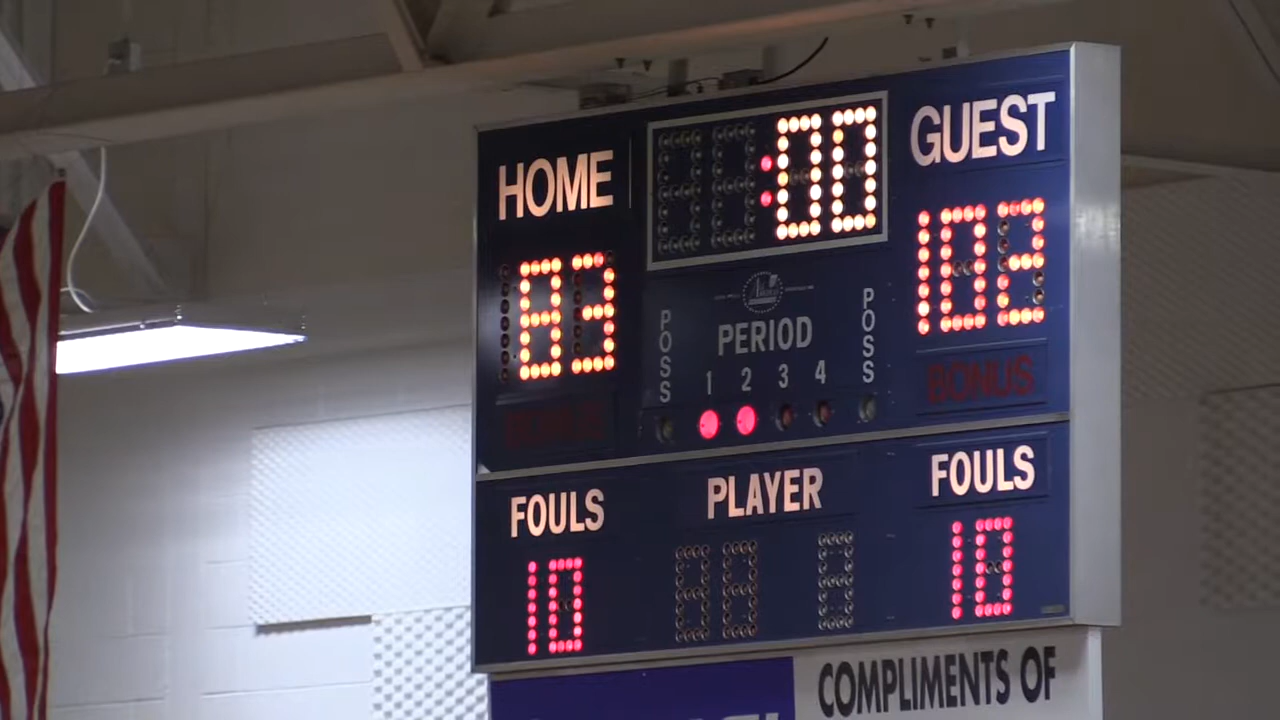 HOME
:00
GUEST
83
102
PERIOD
POSS
POSS
1 2 3 4
BONUS
BONUS
FOULS
PLAYER
FOULS
10
10
COMPLIMENTS OF